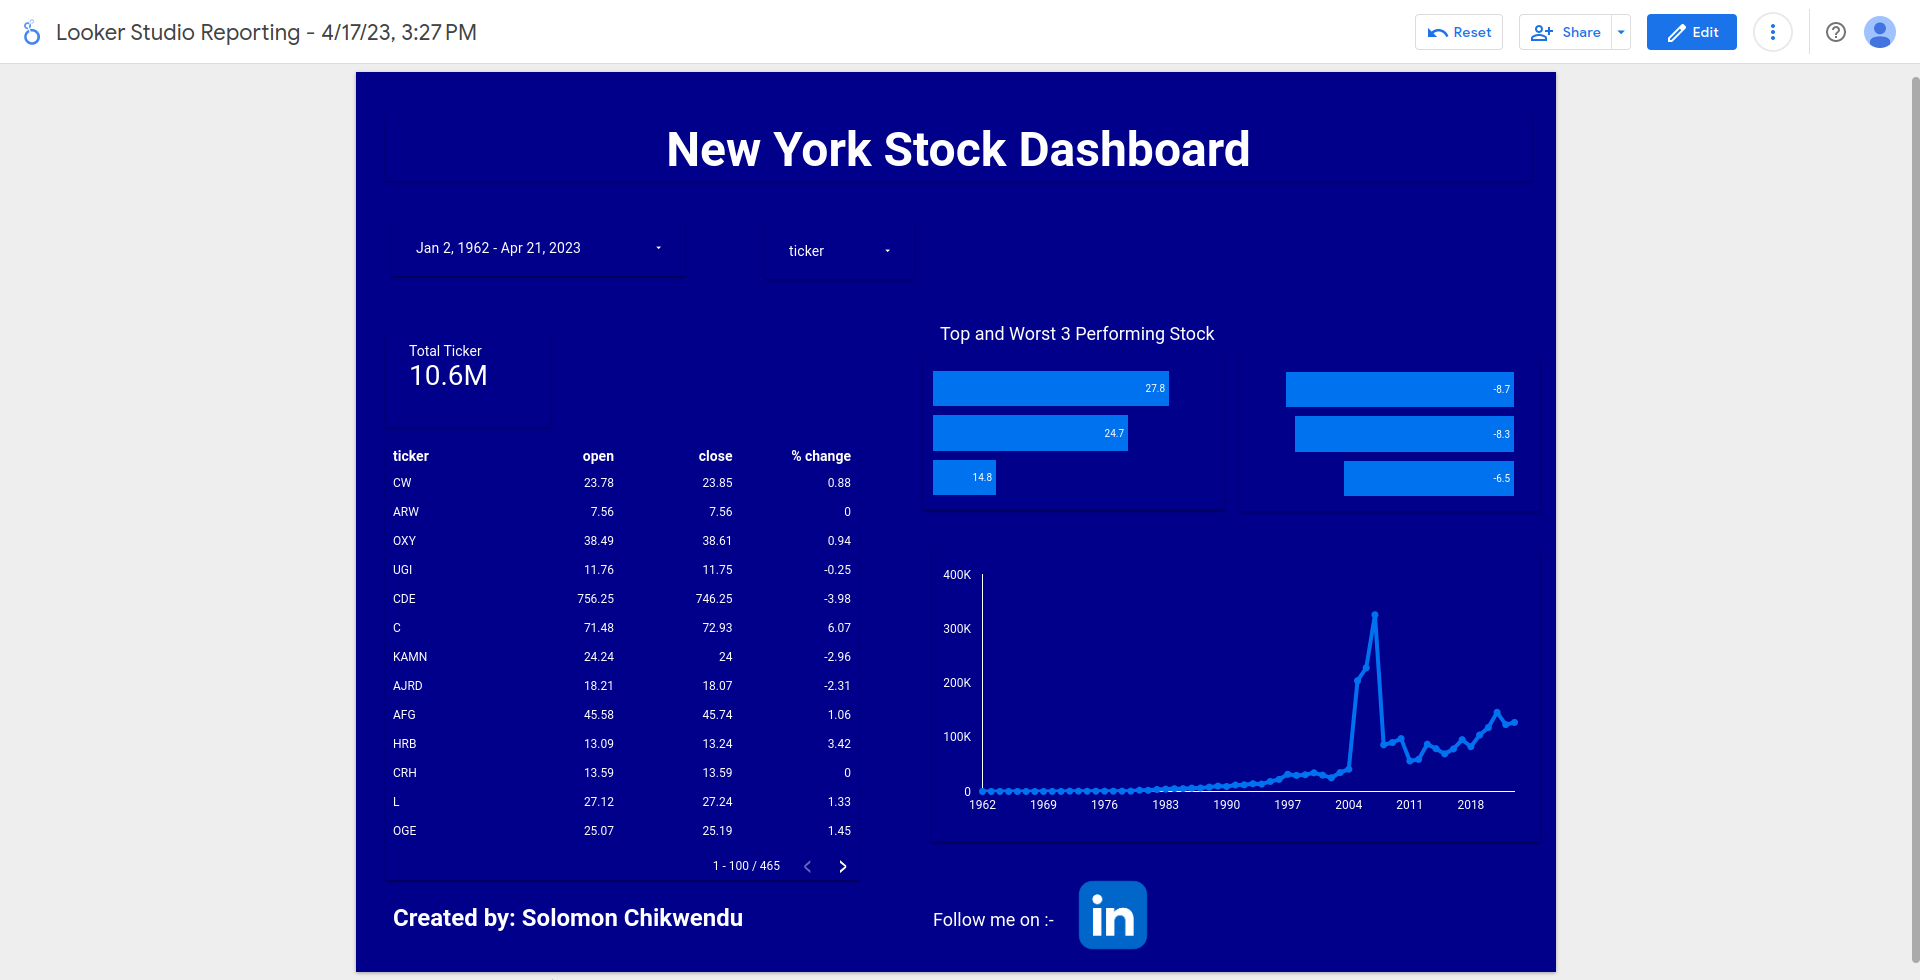 Looker Studio Reporting - 4/17/23, 3:27 PM
Reset
Share
Edit
New York Stock Dashboard
Jan 2, 1962 - Apr 21, 2023
ticker
Total Ticker
10.6M
ticker open close % change
CW 23.78 23.85 0.88
ARW 7.56 7.56 0
OXY 38.49 38.61 0.94
UGI 11.76 11.75 -0.25
CDE 756.25 746.25 -3.98
C 71.48 72.93 6.07
KAMN 24.24 24 -2.96
AJRD 18.21 18.07 -2.31
AFG 45.58 45.74 1.06
HRB 13.09 13.24 3.42
CRH 13.59 13.59 0
L 27.12 27.24 1.33
OGE 25.07 25.19 1.45
1 - 100 / 465
Top and Worst 3 Performing Stock
27.8
24.7
14.8
-8.7
-8.3
-6.5
400K
300K
200K
100K
0
1962 1969 1976 1983 1990 1997 2004 2011 2018
Created by: Solomon Chikwendu
Follow me on :-
in